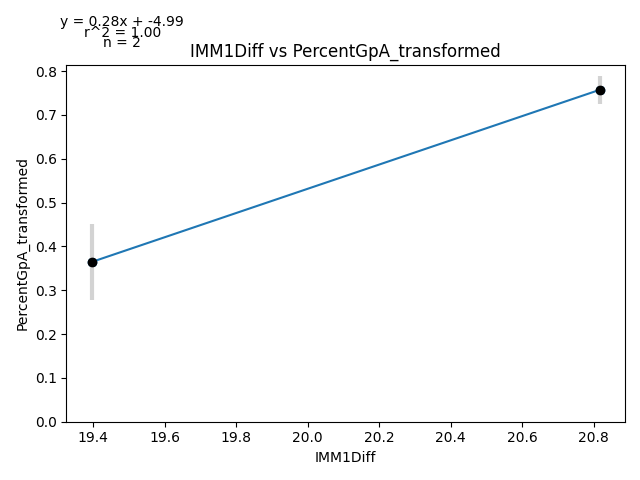 y = 0.28x + -4.99
r^2 = 1.00
n = 2
IMM1Diff vs PercentGpA_transformed
0.8
0.7
0.6
0.5
0.4
0.3
0.2
0.1
0.0
PercentGpA_transformed
19.4 19.6 19.8 20.0 20.2 20.4 20.6 20.8
IMM1Diff